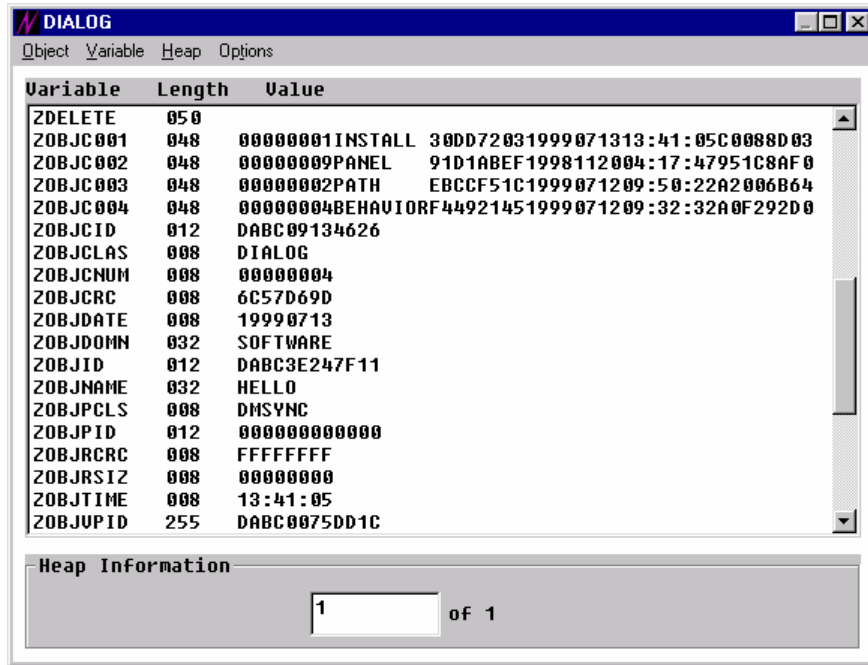 DIALOG
Object Variable Heap Options
Variable Length Value
ZDELETE 050
ZOBJC001 048 00000001INSTALL 30DD72031999071313:41:05C0088D03
ZOBJC002 048 00000009PANEL 91D1ABEF1998112004:17:47951C8AF0
ZOBJC003 048 00000002PATH EBCCF51C1999071209:50:22A2006B64
ZOBJC004 048 00000004BEHAVIORF44921451999071209:32:32A0F292D0
ZOBJCID 012 DABC09134626
ZOBJCLAS 008 DIALOG
ZOBJCNUM 008 00000004
ZOBJCRC 008 6C57D69D
ZOBJDATE 008 19990713
ZOBJDOMN 032 SOFTWARE
ZOBJID 012 DABC3E247F11
ZOBJNAME 032 HELLO
ZOBJPCLS 008 DMSYNC
ZOBJPID 012 000000000000
ZOBJRCRC 008 FFFFFFFF
ZOBJRSIZ 008 00000000
ZOBJTIME 008 13:41:05
ZOBJVPID 255 DABC0075DD1C
Heap Information
1 of 1